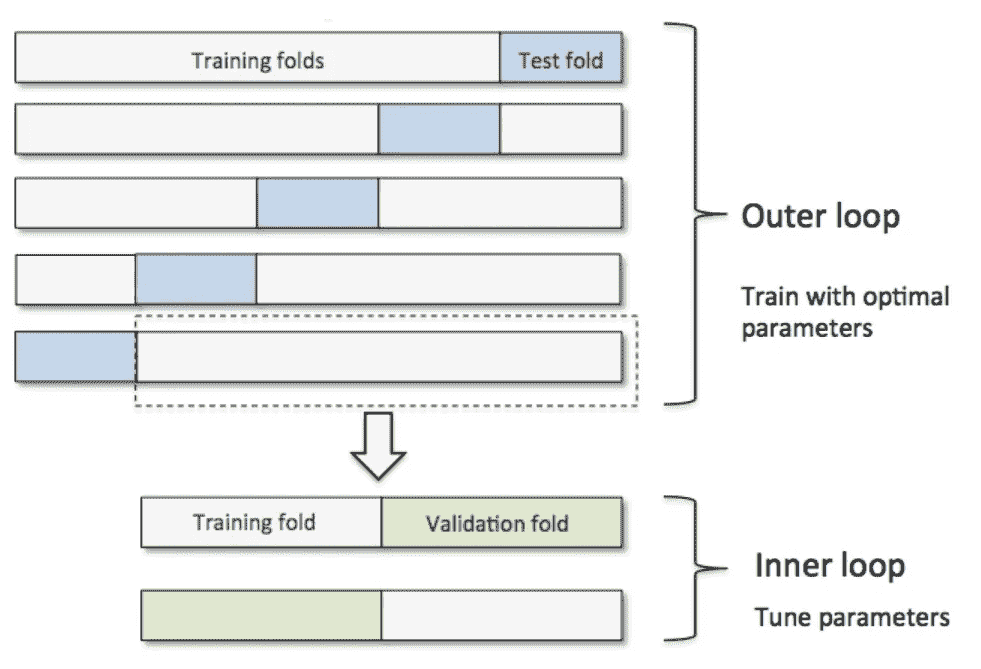 Training folds
Test fold
Outer loop
Train with optimal
parameters
Training fold
Validation fold
Inner loop
Tune parameters